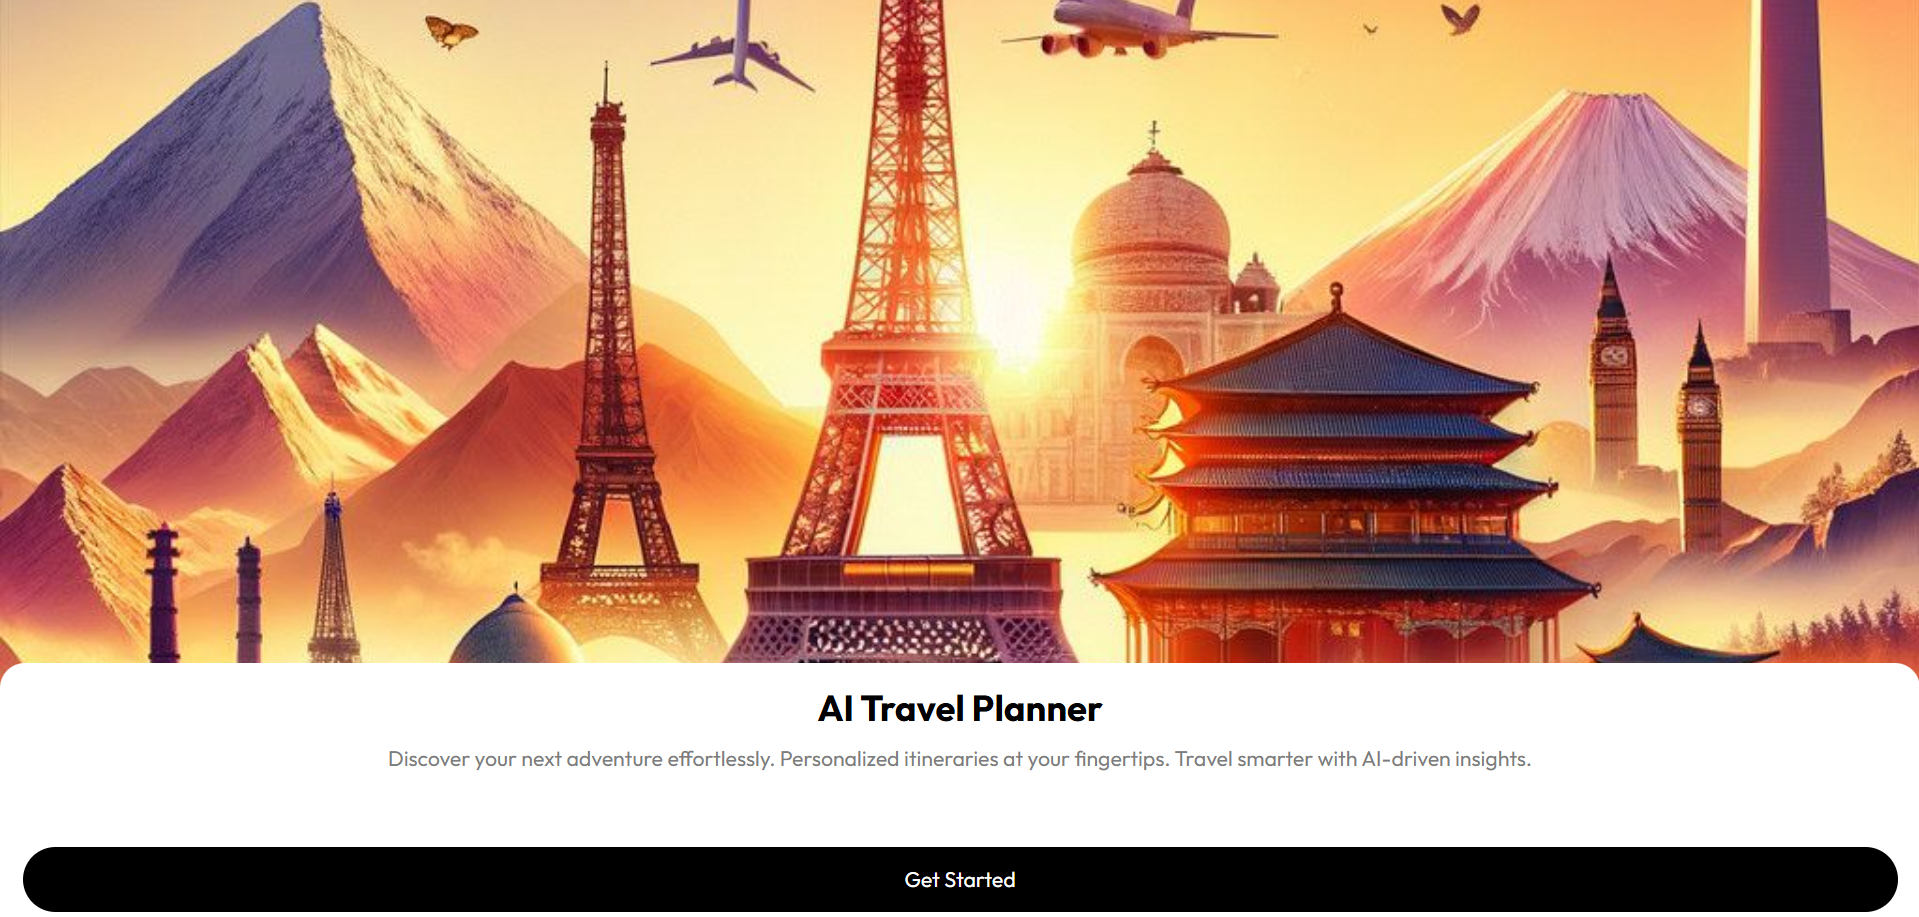 AI Travel Planner
Discover your next adventure effortlessly. Personalized itineraries at your fingertips. Travel smarter with AI-driven insights.
Get Started